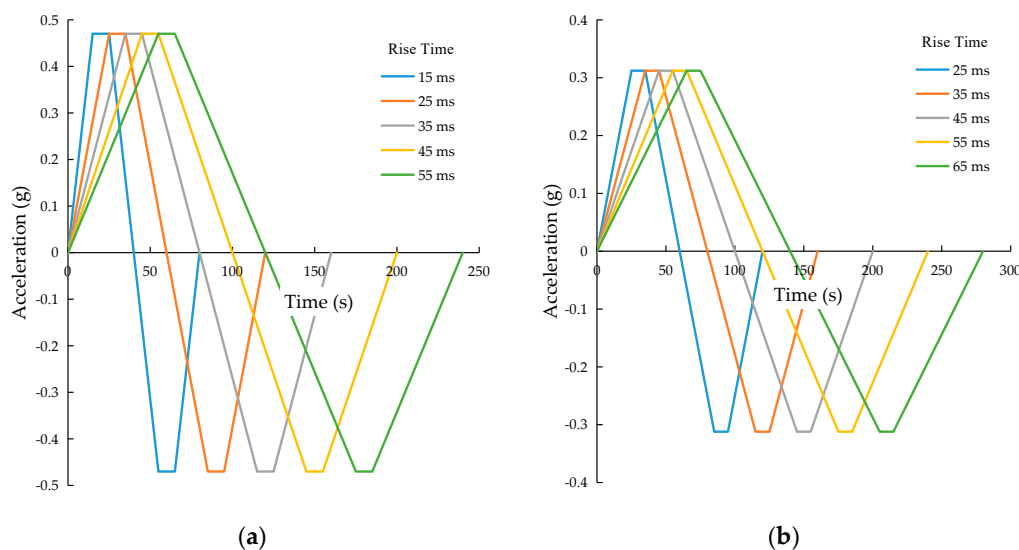 0.5
0.4
0.3
0.2
0.1
0
-0.1
-0.2
-0.3
-0.4
-0.5
0
50
100
150
200
250
Acceleration (g)
Time (s)
Rise Time
15 ms
25 ms
35 ms
45 ms
55 ms
(a)
0.4
0.3
0.2
0.1
0
-0.1
-0.2
-0.3
-0.4
0
50
100
150
200
250
300
Acceleration (g)
Time (s)
Rise Time
25 ms
35 ms
45 ms
55 ms
65 ms
(b)